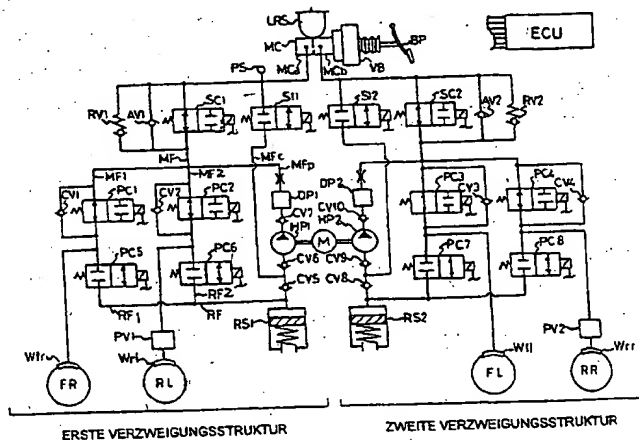 LRS
MC
BP
ECU
MCa
MCb
VB
PS
RV1
AV1
SC1
SI1
SI2
SC2
AV2
RV2
MF
MFc
MF1
MF2
MFp
CV1
PC1
CV2
PC2
DP1
DP2
PC3
CV3
PC4
CV4
CV7
CV10
HP1
M
HP2
PC5
PC6
CV6
CV9
PC7
PC8
CV5
CV8
RF1
RF2
RF
PV1
RS1
RS2
PV2
Wfr
FR
Wrl
RL
FL
Wfl
RR
Wrr
ERSTE VERZWEIGUNGSSTRUKTUR
ZWEITE VERZWEIGUNGSSTRUKTUR